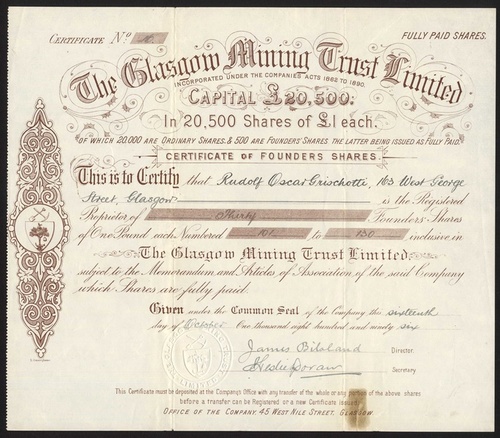 CERTIFICATE No
FULLY PAID SHARES.
The Glasgow Mining Trust Limited
INCORPORATED UNDER THE COMPANIES ACTS 1862 TO 1890.
CAPITAL £20,500.
In 20,500 Shares of £1 each.
OF WHICH 20,000 ARE ORDINARY SHARES, & 500 ARE FOUNDERS' SHARES THE LATTER BEING ISSUED AS FULLY PAID.
CERTIFICATE OF FOUNDERS SHARES.
This is to Certify that Rudolf Oscar Grischotti, 163 West George
Street, Glasgow is the Registered
Proprietor of Thirty Founders' Shares
of One Pound each Numbered 101 to 130 inclusive in
The Glasgow Mining Trust Limited
subject to the Memorandum and Articles of Association of the said Company
which Shares are fully paid.
Given under the Common Seal of the Company the sixteenth
day of October One thousand eight hundred and ninety six
James Bilsland Director.
Leslie Doraw Secretary
This Certificate must be deposited at the Company's Office with any transfer of the whole or any portion of the above shares
before a transfer can be Registered or a new Certificate issued.
OFFICE OF THE COMPANY, 45 WEST NILE STREET, GLASGOW.